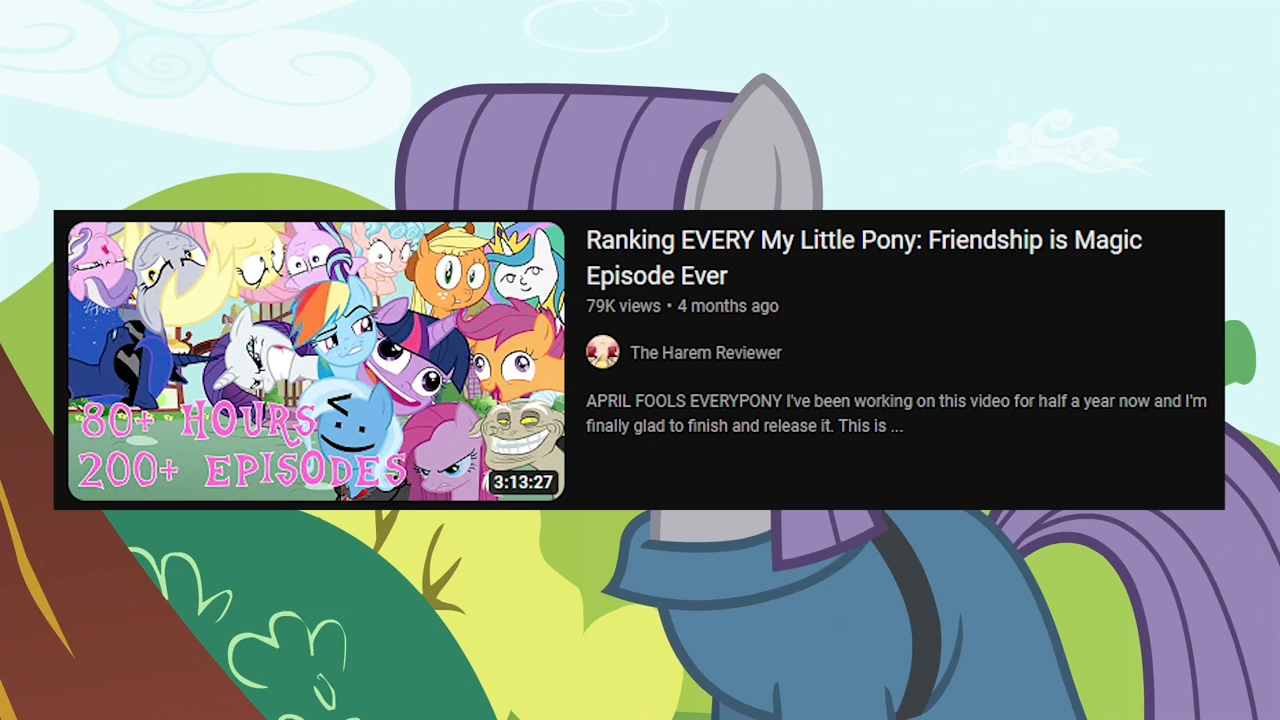 80+ HOURS
200+ EPISODES
3:13:27
Ranking EVERY My Little Pony: Friendship is Magic
Episode Ever
79K views • 4 months ago
The Harem Reviewer
APRIL FOOLS EVERYPONY I've been working on this video for half a year now and I'm
finally glad to finish and release it. This is ...